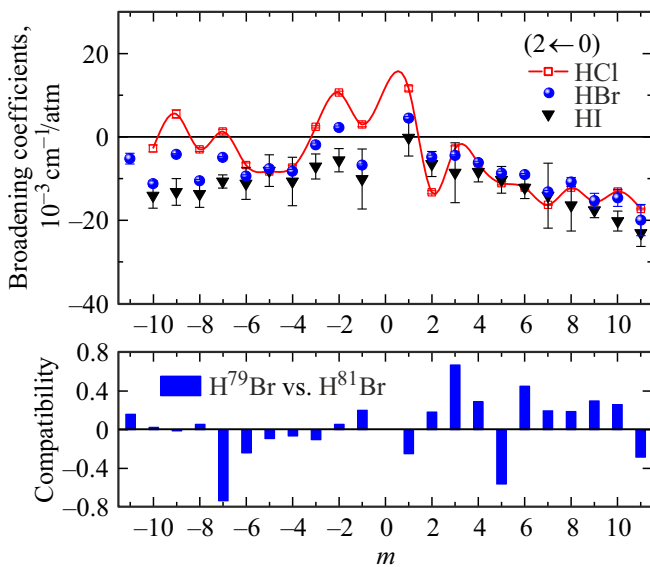 Broadening coefficients,
10⁻³ cm⁻¹/atm
20
0
−20
−40
(2←0)
HCl
HBr
HI
−10 −8 −6 −4 −2 0 2 4 6 8 10
Compatibility
0.8
0.4
0
−0.4
−0.8
H⁷⁹Br vs. H⁸¹Br
−10 −8 −6 −4 −2 0 2 4 6 8 10
m